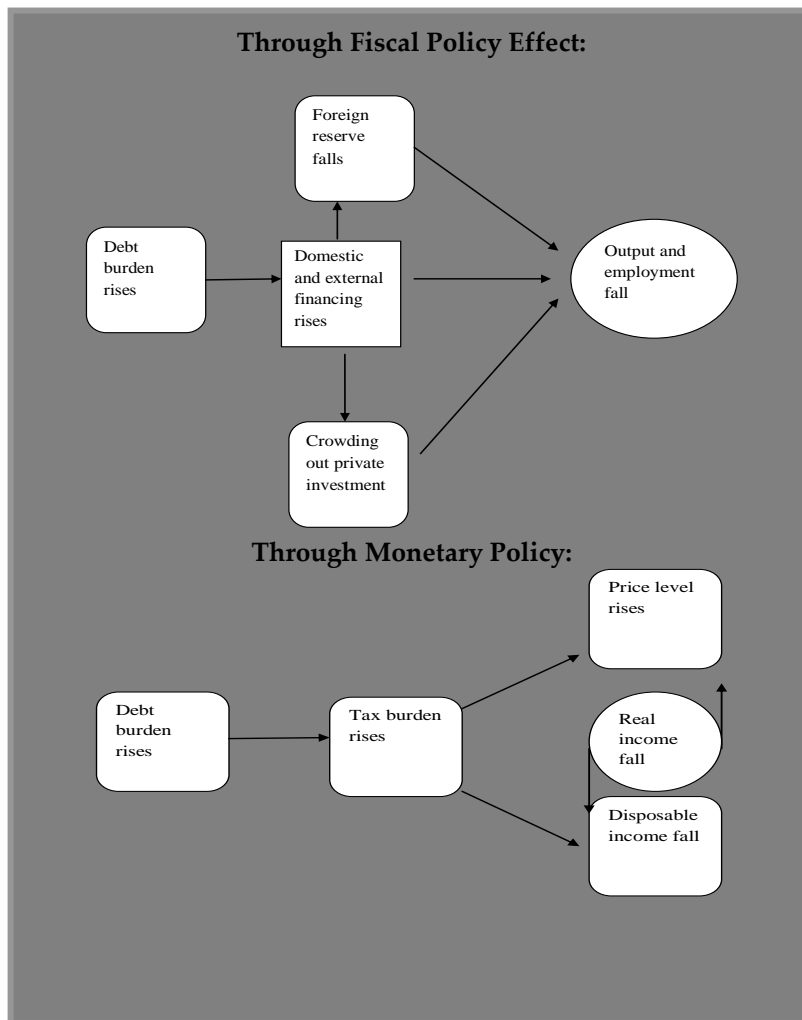 Through Fiscal Policy Effect:
Foreign
reserve
falls
Debt
burden
rises
Domestic
and external
financing
rises
Output and
employment
fall
Crowding
out private
investment
Through Monetary Policy:
Price level
rises
Debt
burden
rises
Tax burden
rises
Real
income
fall
Disposable
income fall